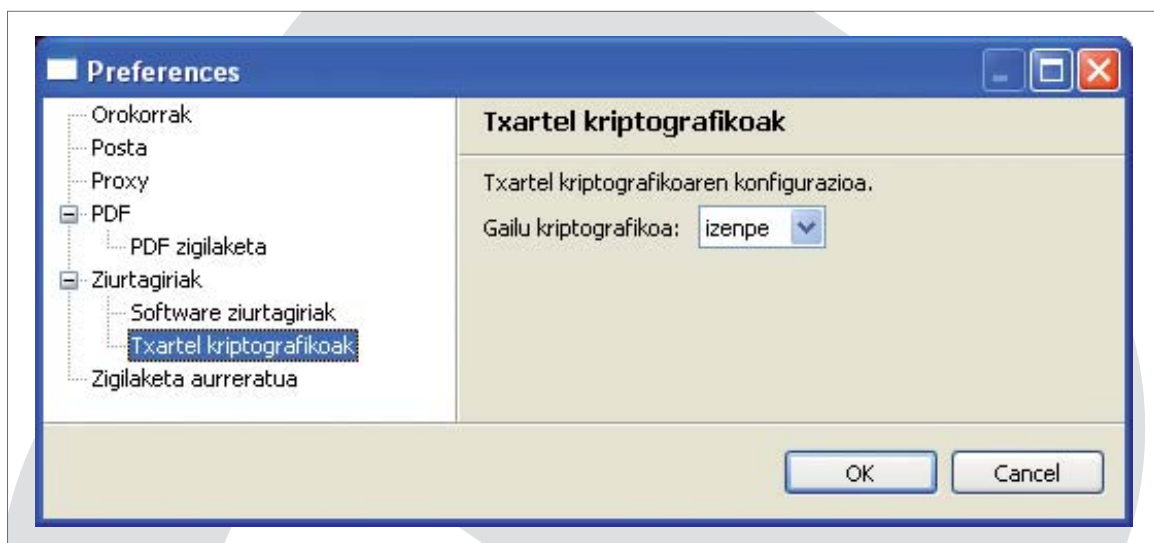 Preferences
Orokorrak
Posta
Proxy
PDF
PDF zigilaketa
Ziurtagiriak
Software ziurtagiriak
Txartel kriptografikoak
Zigilaketa aurreratua
Txartel kriptografikoak
Txartel kriptografikoaren konfigurazioa.
Gailu kriptografikoa: izenpe
OK Cancel